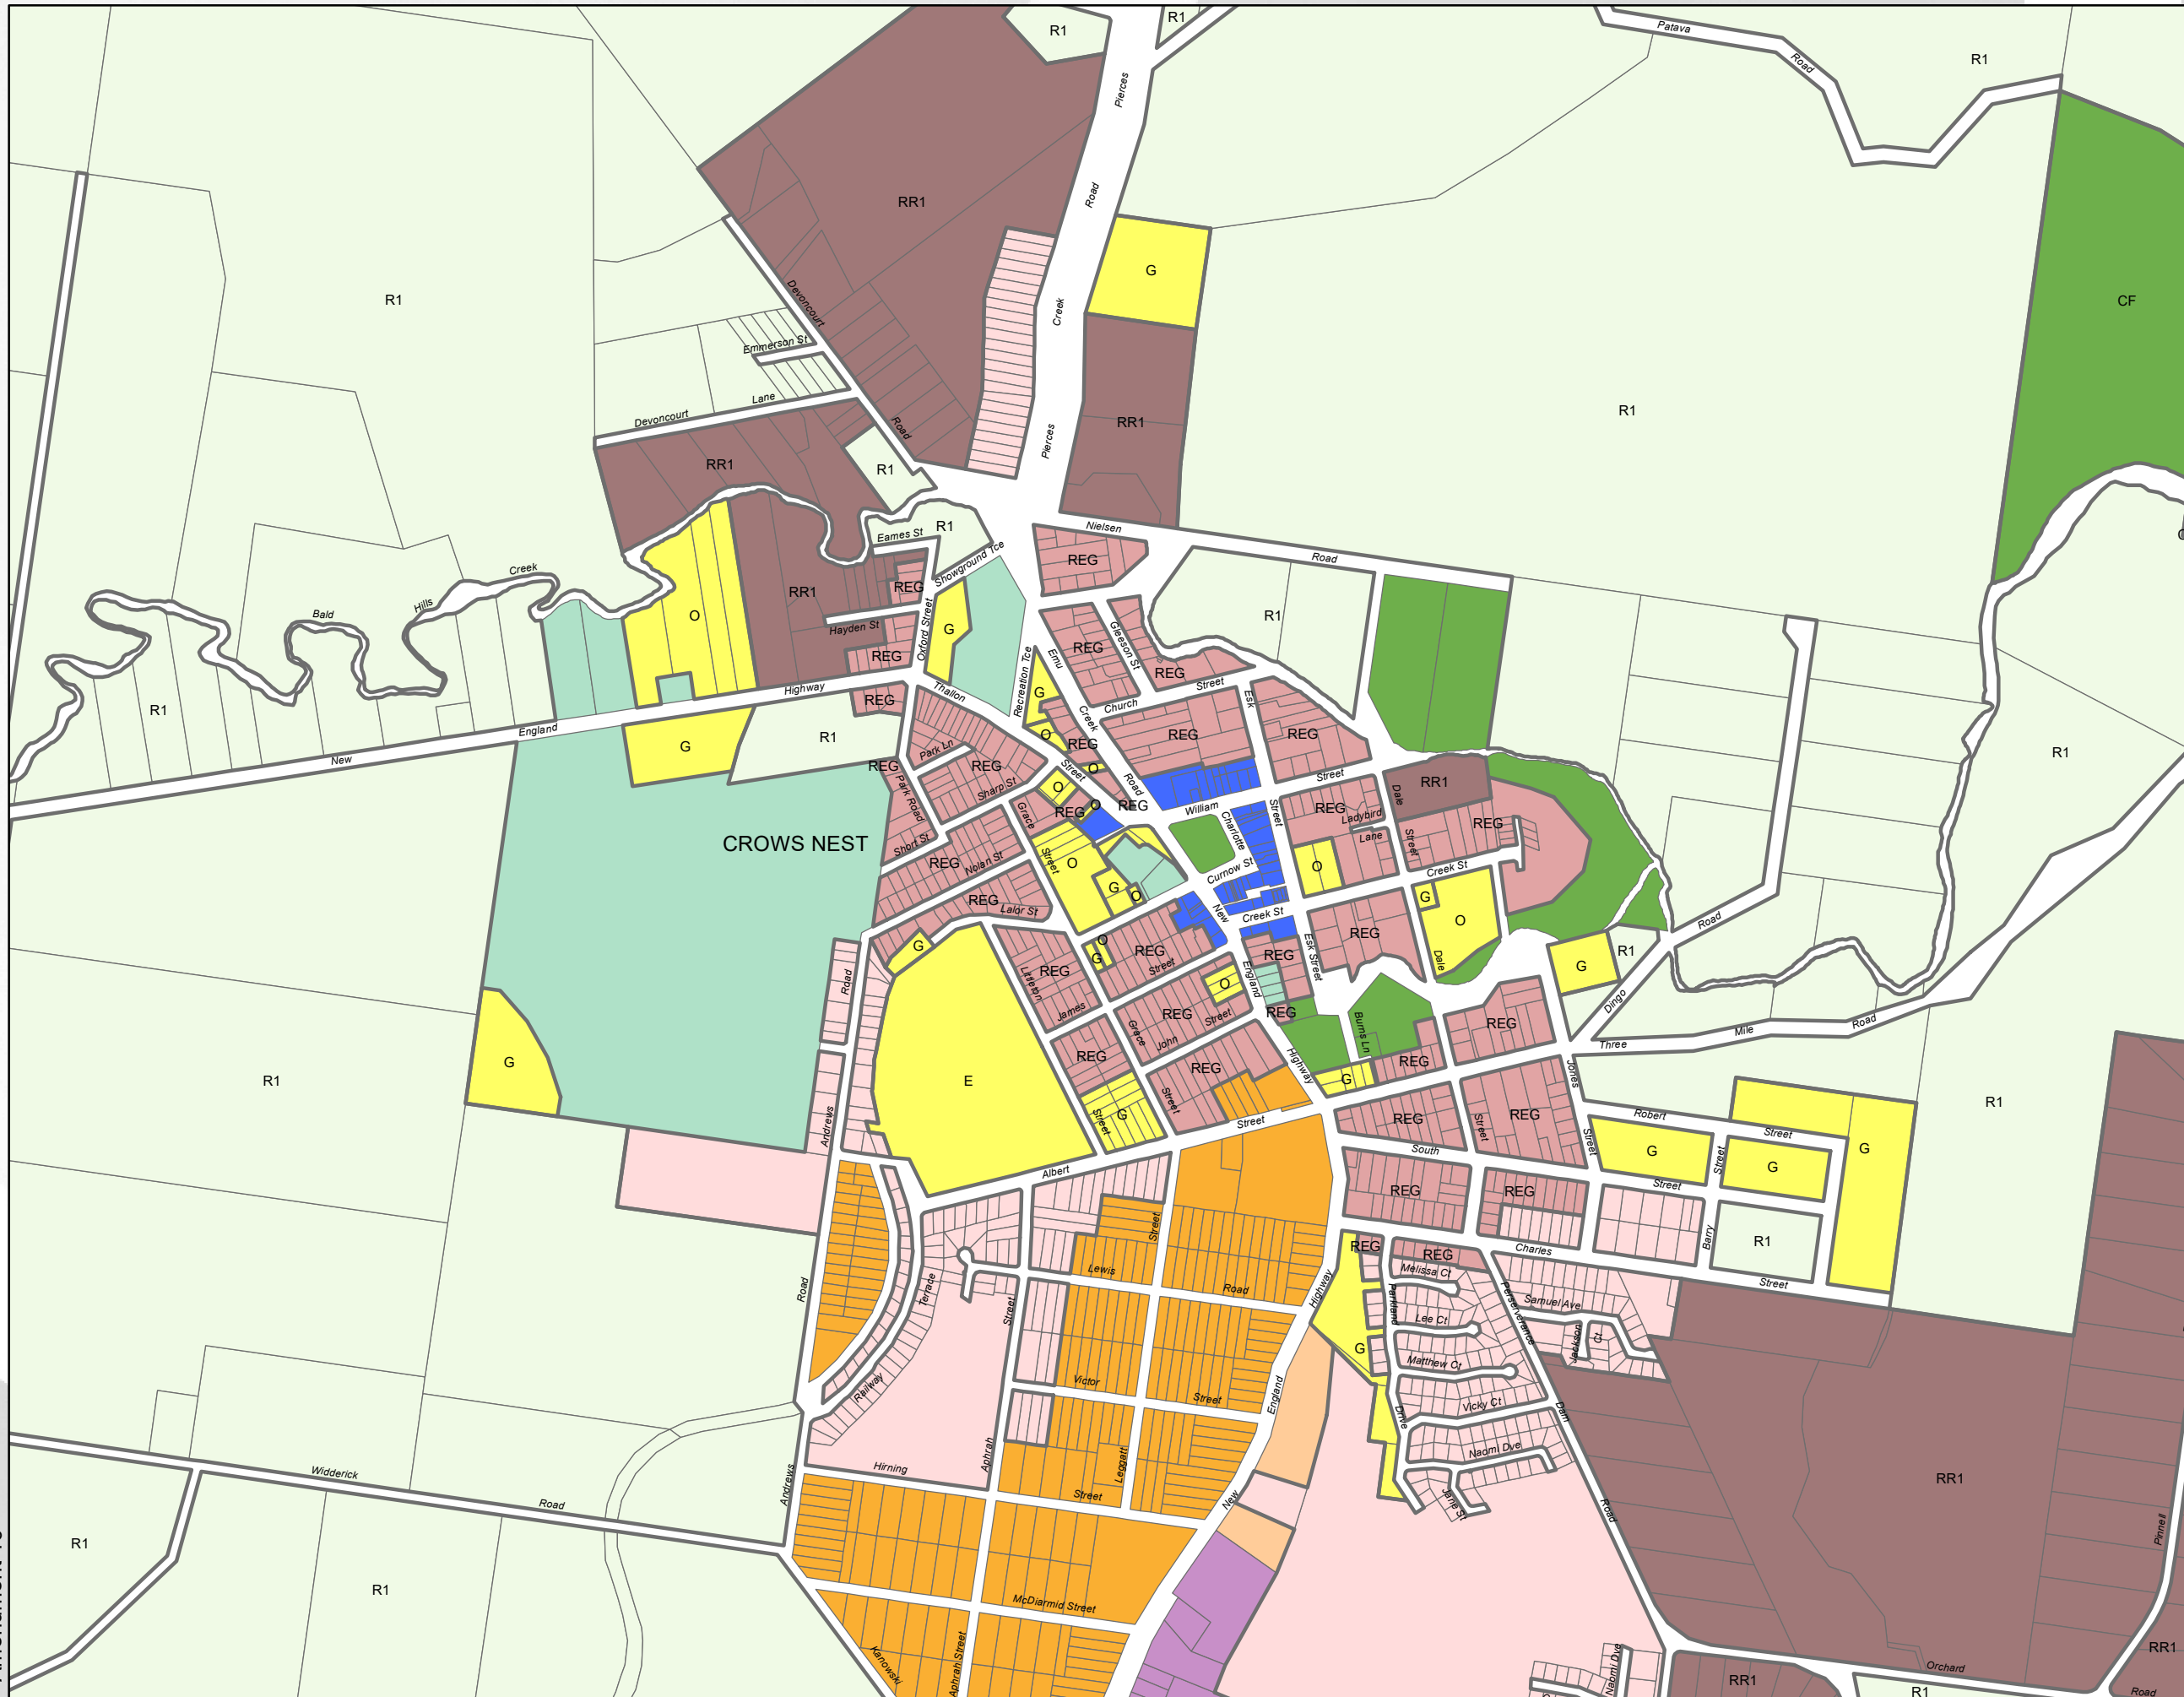 R1
R1
Patava
Road
R1
Pierces
Road
RR1
G
R1
CF
Devoncourt
Creek
Emmerson St
R1
Devoncourt
Lane
Road
Pierces
RR1
RR1
R1
Nielsen
Road
R1
Eames St
Showground Tce
REG
Creek
Hills
Bald
RR1
REG
O
Hayden St
Oxford Street
G
R1
Gleeson St
REG
Emu
REG
REG
Recreation Tce
R1
Highway
Thallon
G
Church
Street
Esk
REG
England
New
G
R1
Creek
O
REG
REG
REG
R1
Park Ln
REG
REG
Street
O
Road
Street
RR1
Park Road
Sharp St
O
Grace
REG
O
REG
William
REG
Ladybird
Dale
CROWS NEST
Short St
Charlotte
Street
Lane
Street
REG
REG
Nolan St
Street
O
Curnow St
O
Creek St
REG
Lalor St
G
O
New
Creek St
G
O
G
O
G
REG
Street
REG
Esk Street
REG
Dale
G
R1
Road
Road
Littleton
REG
England
O
Dingo
James
Grace
REG
Street
John
REG
Burns Ln
REG
Three
Mile
Road
G
R1
E
REG
REG
Highway
REG
G
Jones
Andrews
Street
G
Street
Street
REG
Street
REG
Robert
Street
R1
Albert
South
Street
G
Street
G
G
REG
REG
Street
Street
Barry
R1
REG
REG
Charles
Street
Lewis
Road
Melissa Ct
Road
Terrace
Street
Highway
Parkland
Perseverance
Samuel Ave
Lee Ct
Jackson
Ct
G
Matthew Ct
Railway
Victor
Street
England
Vicky Ct
Drive
Dam
Naomi Dve
Widderick
Road
Andrews
Hirning
Aphrah
Leggatt
Street
New
Jane St
Road
RR1
R1
R1
Pinnell
McDiarmid Street
Kanowski
Aphrah Street
Naomi Dve
RR1
Orchard
R1
RR1
Road